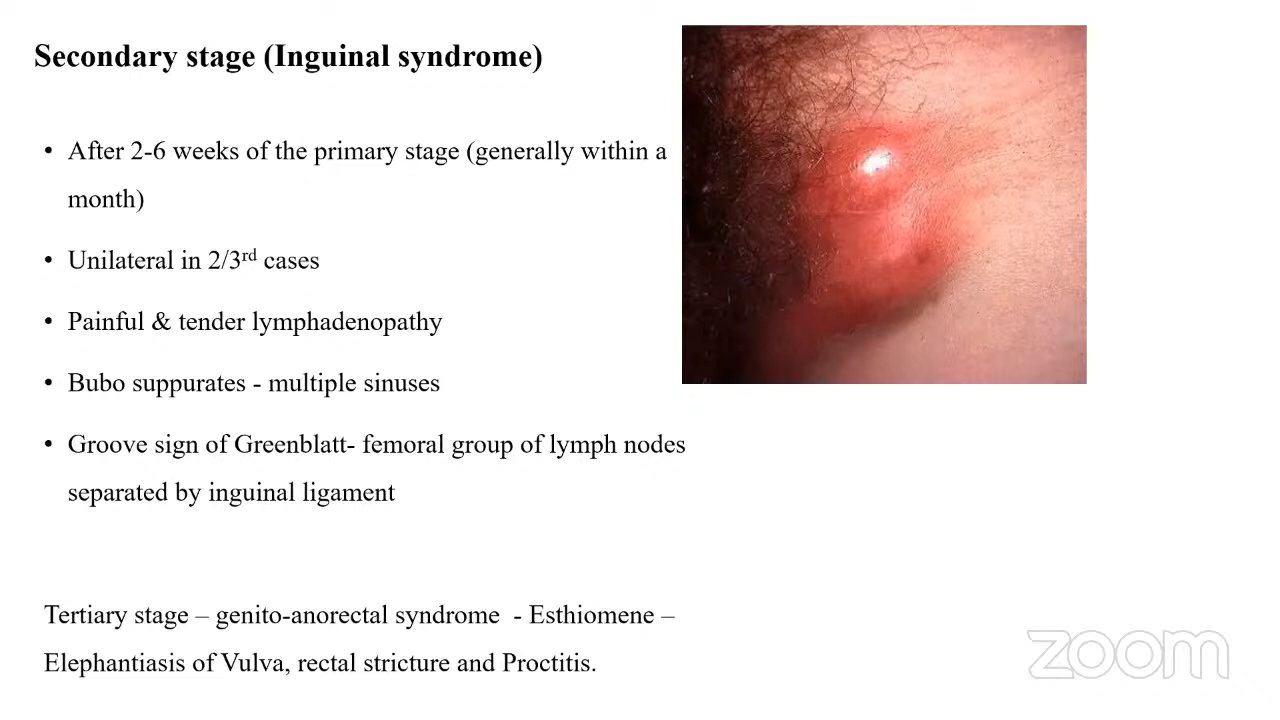 Secondary stage (Inguinal syndrome)
• After 2-6 weeks of the primary stage (generally within a
month)
• Unilateral in 2/3rd cases
• Painful & tender lymphadenopathy
• Bubo suppurates - multiple sinuses
• Groove sign of Greenblatt- femoral group of lymph nodes
separated by inguinal ligament
Tertiary stage – genito-anorectal syndrome - Esthiomene –
Elephantiasis of Vulva, rectal stricture and Proctitis.
zoom